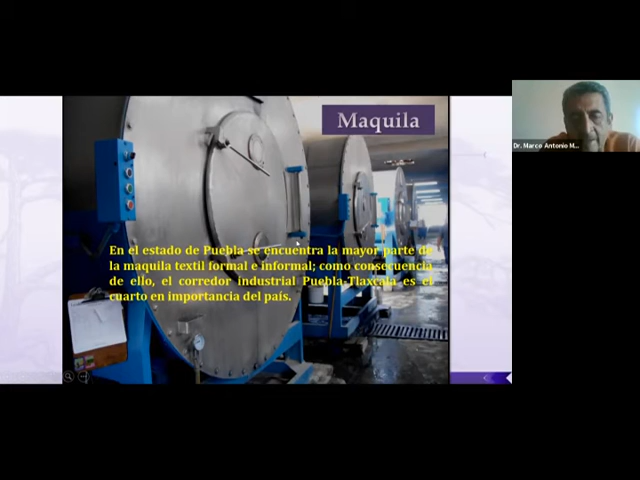 Maquila
En el estado de Puebla se encuentra la mayor parte de
la maquila textil formal e informal; como consecuencia
de ello, el corredor industrial Puebla-Tlaxcala es el
cuarto en importancia del país.
Dr. Marco Antonio M...